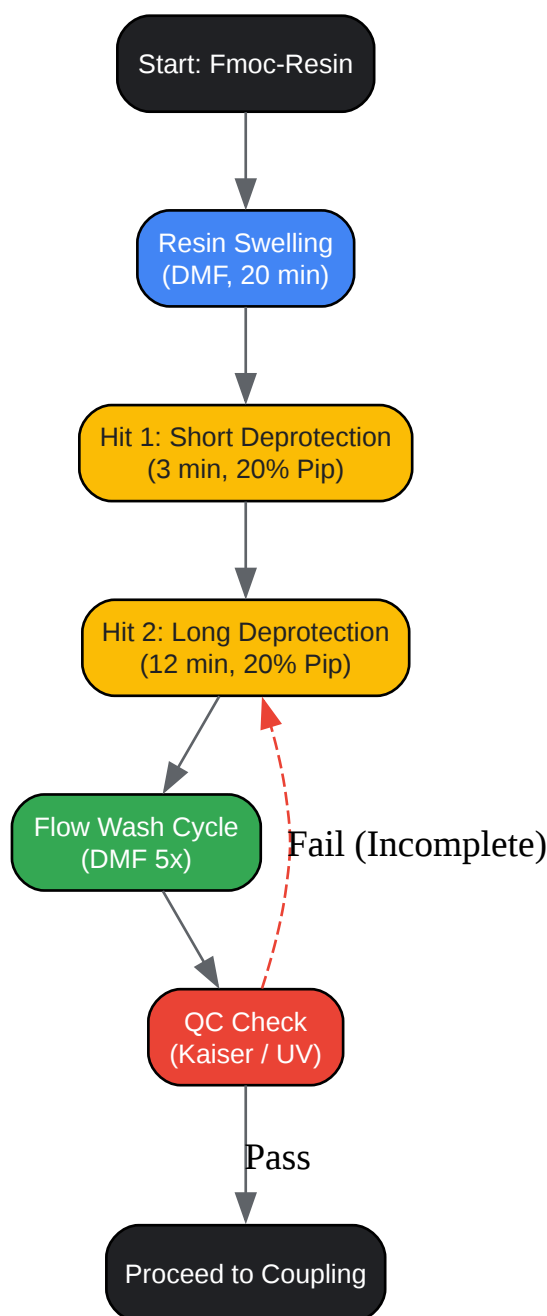 Start: Fmoc-Resin
Resin Swelling
(DMF, 20 min)
Hit 1: Short Deprotection
(3 min, 20% Pip)
Hit 2: Long Deprotection
(12 min, 20% Pip)
Flow Wash Cycle
(DMF 5x)
Fail (Incomplete)
QC Check
(Kaiser / UV)
Pass
Proceed to Coupling